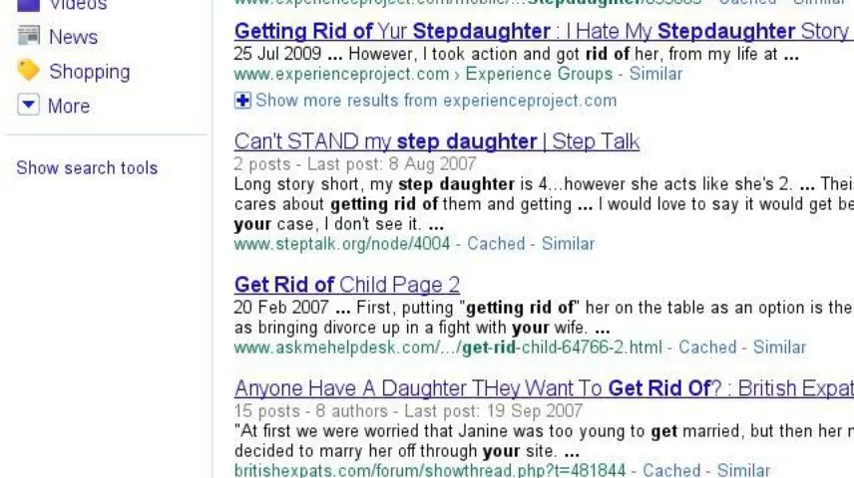 Videos
News
Shopping
More
Show search tools
www.experienceproject.com/mobile/... - Cached - Similar
Getting Rid of Yur Stepdaughter : I Hate My Stepdaughter Story
25 Jul 2009 ... However, I took action and got rid of her, from my life at ...
www.experienceproject.com › Experience Groups - Similar
Show more results from experienceproject.com
Can't STAND my step daughter | Step Talk
2 posts - Last post: 8 Aug 2007
Long story short, my step daughter is 4...however she acts like she's 2. ... Thei
cares about getting rid of them and getting ... I would love to say it would get be
your case, I don't see it. ...
www.steptalk.org/node/4004 - Cached - Similar
Get Rid of Child Page 2
20 Feb 2007 ... First, putting "getting rid of" her on the table as an option is the
as bringing divorce up in a fight with your wife. ...
www.askmehelpdesk.com/.../get-rid-child-64766-2.html - Cached - Similar
Anyone Have A Daughter THey Want To Get Rid Of? : British Expat
15 posts - 8 authors - Last post: 19 Sep 2007
"At first we were worried that Janine was too young to get married, but then her
decided to marry her off through your site. ...
britishexpats.com/forum/showthread.php?t=481844 - Cached - Similar